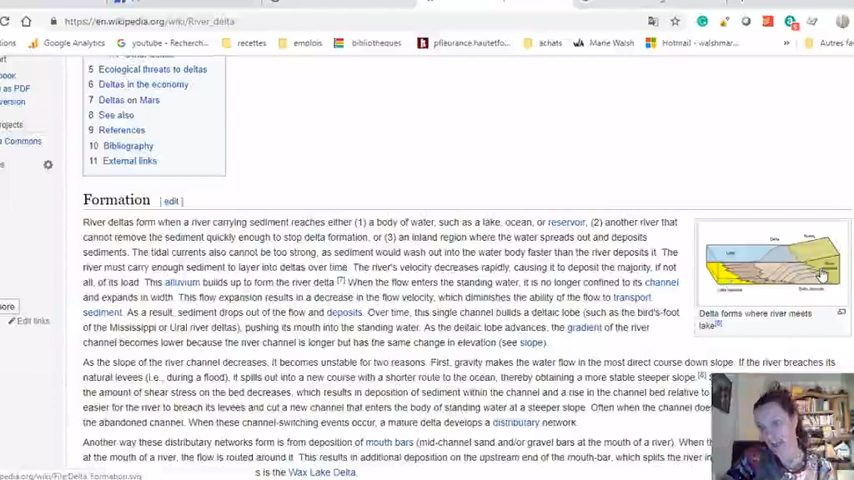 https://en.wikipedia.org/wiki/River_delta
Google Analytics
youtube - Recherch...
recettes
emplois
bibliotheques
pfleurance.hautetfo...
achats
Marie Walsh
Hotmail - walshmar...
Autres fa
5 Ecological threats to deltas
6 Deltas in the economy
7 Deltas on Mars
8 See also
9 References
10 Bibliography
11 External links
as PDF
version
rojects
a Commons
Edit links
Formation [ edit ]
River deltas form when a river carrying sediment reaches either (1) a body of water, such as a lake, ocean, or reservoir, (2) another river that
cannot remove the sediment quickly enough to stop delta formation, or (3) an inland region where the water spreads out and deposits
sediments. The tidal currents also cannot be too strong, as sediment would wash out into the water body faster than the river deposits it. The
river must carry enough sediment to layer into deltas over time. The river's velocity decreases rapidly, causing it to deposit the majority, if not
all, of its load. This alluvium builds up to form the river delta.[7] When the flow enters the standing water, it is no longer confined to its channel
and expands in width. This flow expansion results in a decrease in the flow velocity, which diminishes the ability of the flow to transport
sediment. As a result, sediment drops out of the flow and deposits. Over time, this single channel builds a deltaic lobe (such as the bird's-foot
of the Mississippi or Ural river deltas), pushing its mouth into the standing water. As the deltaic lobe advances, the gradient of the river
channel becomes lower because the river channel is longer but has the same change in elevation (see slope).
Delta
Lake
Delta forms where river meets
lake[6]
As the slope of the river channel decreases, it becomes unstable for two reasons. First, gravity makes the water flow in the most direct course down slope. If the river breaches its
natural levees (i.e., during a flood), it spills out into a new course with a shorter route to the ocean, thereby obtaining a more stable steeper slope.[8]
the amount of shear stress on the bed decreases, which results in deposition of sediment within the channel and a rise in the channel bed relative to
easier for the river to breach its levees and cut a new channel that enters the body of standing water at a steeper slope. Often when the channel does
the abandoned channel. When these channel-switching events occur, a mature delta develops a distributary network.
Another way these distributary networks form is from deposition of mouth bars (mid-channel sand and/or gravel bars at the mouth of a river). When
at the mouth of a river, the flow is routed around it. This results in additional deposition on the upstream end of the mouth-bar, which splits the river in
s is the Wax Lake Delta.
pedia.org/wiki/File:Delta_formation.svg